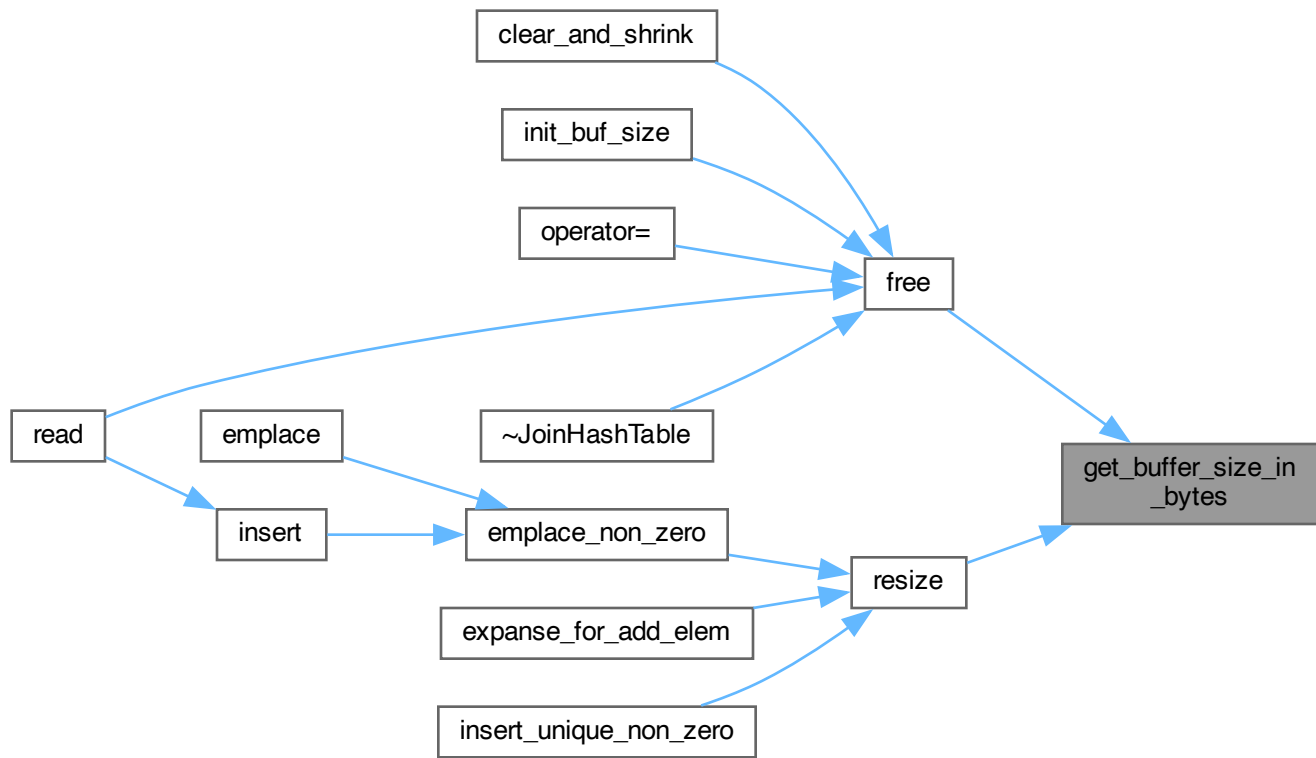 clear_and_shrink
init_buf_size
operator=
free
read
emplace
~JoinHashTable
get_buffer_size_in
_bytes
insert
emplace_non_zero
resize
expanse_for_add_elem
insert_unique_non_zero